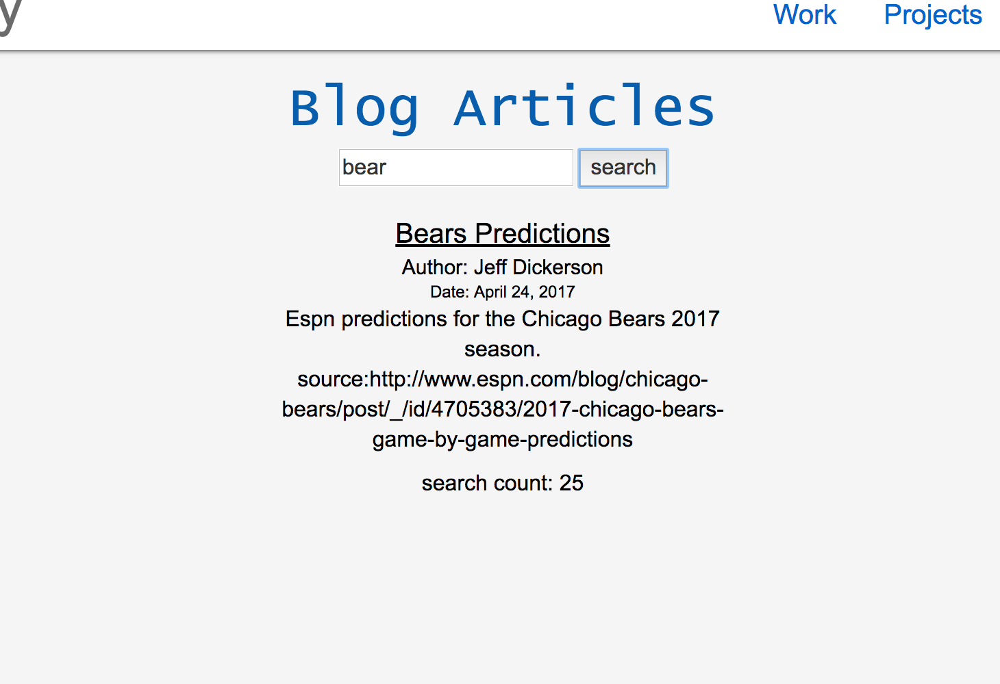 y
Work Projects
Blog Articles
bear search
Bears Predictions
Author: Jeff Dickerson
Date: April 24, 2017
Espn predictions for the Chicago Bears 2017
season.
source:http://www.espn.com/blog/chicago-
bears/post/_/id/4705383/2017-chicago-bears-
game-by-game-predictions
search count: 25